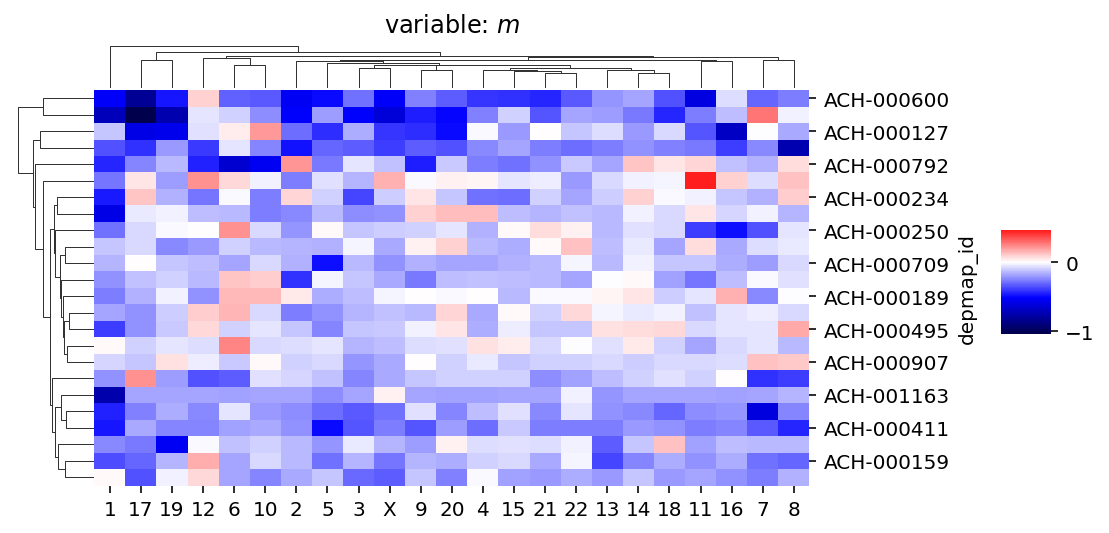 variable: m
ACH-000600
ACH-000127
ACH-000792
ACH-000234
ACH-000250
ACH-000709
ACH-000189
ACH-000495
ACH-000907
ACH-001163
ACH-000411
ACH-000159
depmap_id
0
−1
1 17 19 12 6 10 2 5 3 X 9 20 4 15 21 22 13 14 18 11 16 7 8